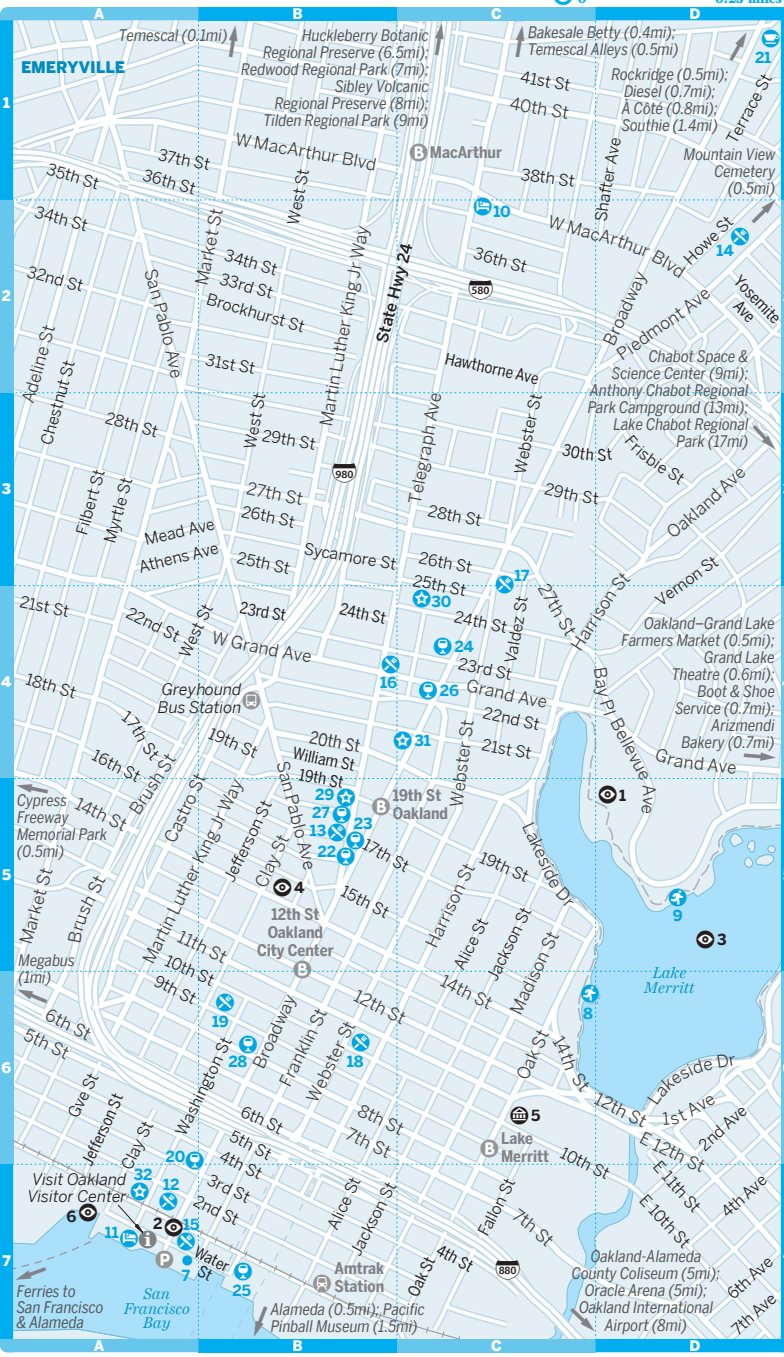 0
0.25 miles
A
B
C
D
Temescal (0.1mi)
Huckleberry Botanic
Regional Preserve (6.5mi);
Redwood Regional Park (7mi);
Sibley Volcanic
Regional Preserve (8mi);
Tilden Regional Park (9mi)
Bakesale Betty (0.4mi);
Temescal Alleys (0.5mi)
21
EMERYVILLE
1
41st St
40th St
Rockridge (0.5mi);
Diesel (0.7mi);
À Côté (0.8mi);
Southie (1.4mi)
Terrace St
W MacArthur Blvd
B MacArthur
37th St
36th St
35th St
38th St
Shafter Ave
Mountain View
Cemetery
(0.5mi)
West St
10
W MacArthur Blvd
Howe St
14
34th St
Market St
34th St
33rd St
Brockhurst St
Martin Luther King Jr Way
State Hwy 24
36th St
580
2
32nd St
San Pablo Ave
Broadway
Piedmont Ave
Yosemite
Ave
Adeline St
Chestnut St
31st St
Hawthorne Ave
Chabot Space &
Science Center (9mi);
Anthony Chabot Regional
Park Campground (13mi);
Lake Chabot Regional
Park (17mi)
28th St
West St
29th St
Telegraph Ave
Webster St
30th St
Frisbie St
980
3
Filbert St
Myrtle St
27th St
26th St
29th St
Oakland Ave
28th St
Mead Ave
Athens Ave
25th St
Sycamore St
26th St
25th St
17
Vernon St
21st St
22nd St
West St
23rd St
24th St
30
24th St
Valdez St
27th St
Harrison St
Oakland–Grand Lake
Farmers Market (0.5mi);
Grand Lake
Theatre (0.6mi);
Boot & Shoe
Service (0.7mi);
Arizmendi
Bakery (0.7mi)
W Grand Ave
24
23rd St
16
26
Grand Ave
4
18th St
Greyhound
Bus Station
22nd St
Bay Pl
Bellevue Ave
17th St
16th St
19th St
20th St
William St
19th St
31
21st St
Webster St
Grand Ave
Cypress
Freeway
Memorial Park
(0.5mi)
14th St
Brush St
Castro St
San Pablo Ave
29
27
13
23
22
B 19th St
Oakland
1
Martin Luther King Jr Way
Jefferson St
Clay St
17th St
Lakeside Dr
19th St
5
Market St
Brush St
4
15th St
Harrison St
Alice St
Jackson St
Madison St
9
3
12th St
Oakland
City Center
B
Megabus
(1mi)
11th St
10th St
9th St
14th St
Lake
Merritt
19
12th St
8
6th St
5th St
28
Broadway
Franklin St
Webster St
18
Oak St
14th St
6
Washington St
Lakeside Dr
Gve St
Jefferson St
Clay St
6th St
5th St
4th St
8th St
7th St
5
12th St
1st Ave
2nd Ave
B Lake
Merritt
10th St
E 12th St
E 11th St
E 10th St
4th Ave
20
32
12
3rd St
2nd St
Visit Oakland
Visitor Center
Alice St
Jackson St
Fallon St
7th St
6
2
15
11
i
P
7
Water
St
25
4th St
Oak St
880
7
Amtrak
Station
Ferries to
San Francisco
& Alameda
San
Francisco
Bay
Alameda (0.5mi); Pacific
Pinball Museum (1.5mi)
Oakland-Alameda
County Coliseum (5mi);
Oracle Arena (5mi);
Oakland International
Airport (8mi)
6th Ave
7th Ave
A
B
C
D